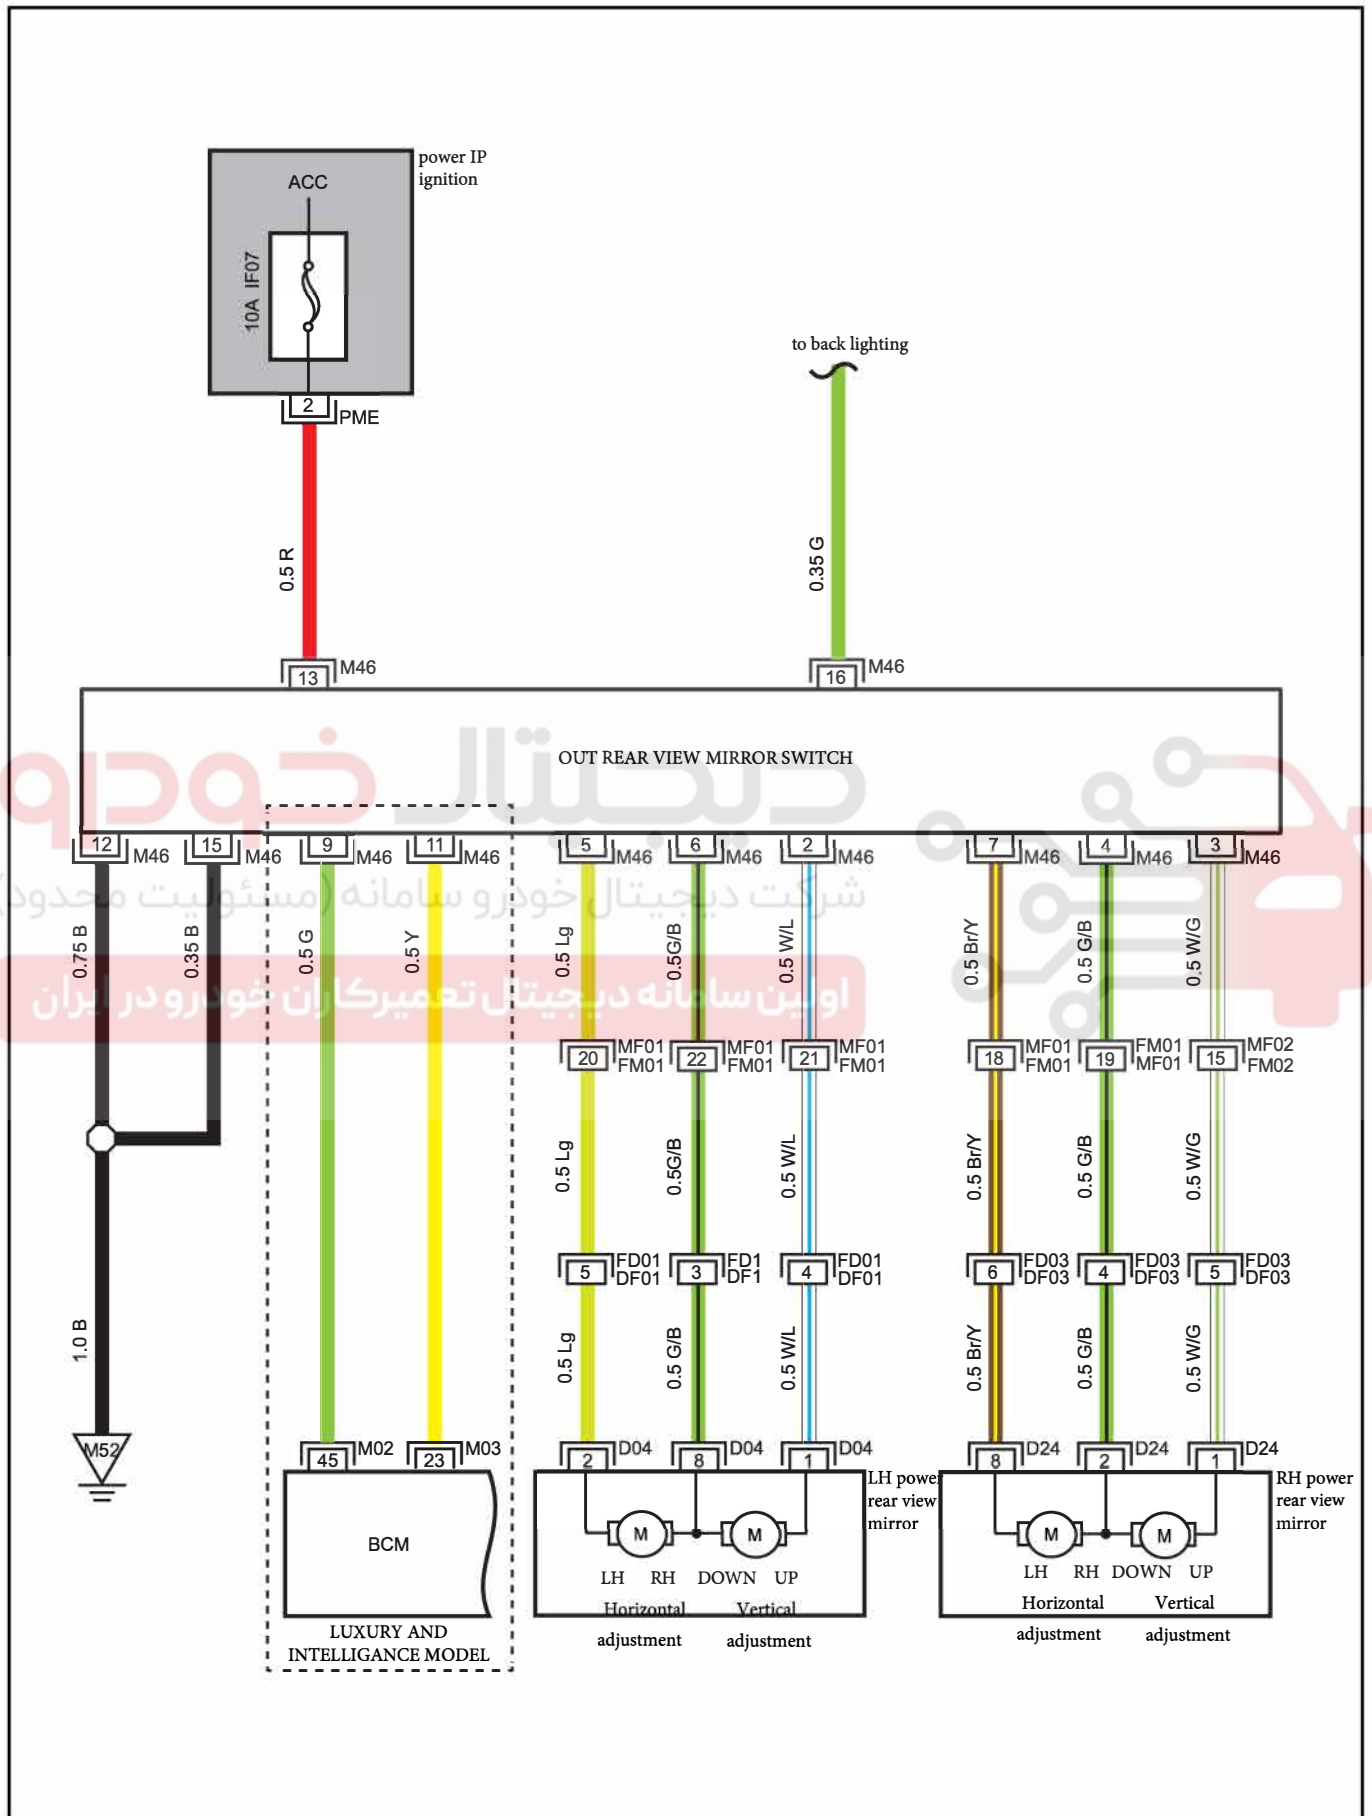 power IP
ignition
ACC
10A IF07
2
PME
to back lighting
0.5 R
0.35 G
13
M46
16
M46
OUT REAR VIEW MIRROR SWITCH
دیجیتال خودرو
12
M46
15
M46
9
M46
11
M46
5
M46
6
M46
2
M46
7
M46
4
M46
3
M46
شرکت دیجیتال خودرو سامانه (مسئولیت محدود)
0.75 B
0.35 B
0.5 G
0.5 Y
0.5 Lg
0.5G/B
0.5 W/L
0.5 Br/Y
0.5 G/B
0.5 W/G
اولین سامانه دیجیتال تعمیرکاران خودرو در ایران
20
MF01
FM01
22
MF01
FM01
21
MF01
FM01
18
MF01
FM01
19
FM01
MF01
15
MF02
FM02
0.5 Lg
0.5G/B
0.5 W/L
0.5 Br/Y
0.5 G/B
0.5 W/G
5
FD01
DF01
3
FD1
DF1
4
FD01
DF01
6
FD03
DF03
4
FD03
DF03
5
FD03
DF03
1.0 B
0.5 Lg
0.5 G/B
0.5 W/L
0.5 Br/Y
0.5 G/B
0.5 W/G
M52
45
M02
23
M03
2
D04
8
D04
1
D04
8
D24
2
D24
1
D24
BCM
LUXURY AND
INTELLIGANCE MODEL
LH power
rear view
mirror
M
M
LH RH DOWN UP
Horizontal Vertical
adjustment adjustment
RH power
rear view
mirror
M
M
LH RH DOWN UP
Horizontal Vertical
adjustment adjustment